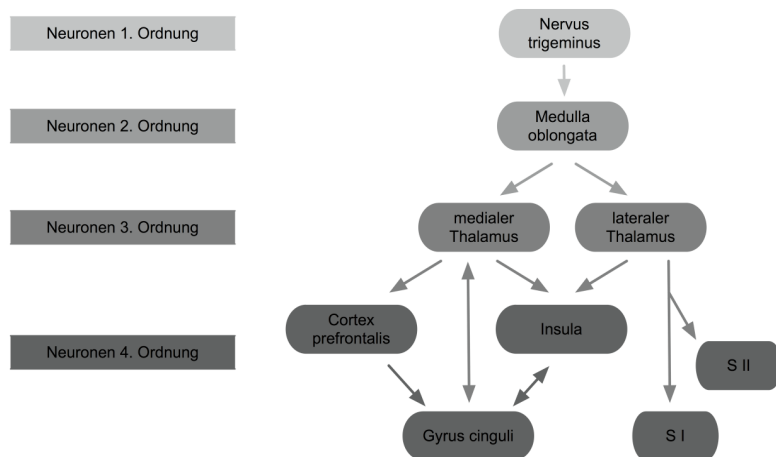 Neuronen 1. Ordnung
Nervus
trigeminus
Neuronen 2. Ordnung
Medulla
oblongata
Neuronen 3. Ordnung
medialer
Thalamus
lateraler
Thalamus
Neuronen 4. Ordnung
Cortex
prefrontalis
Insula
S II
Gyrus cinguli
S I